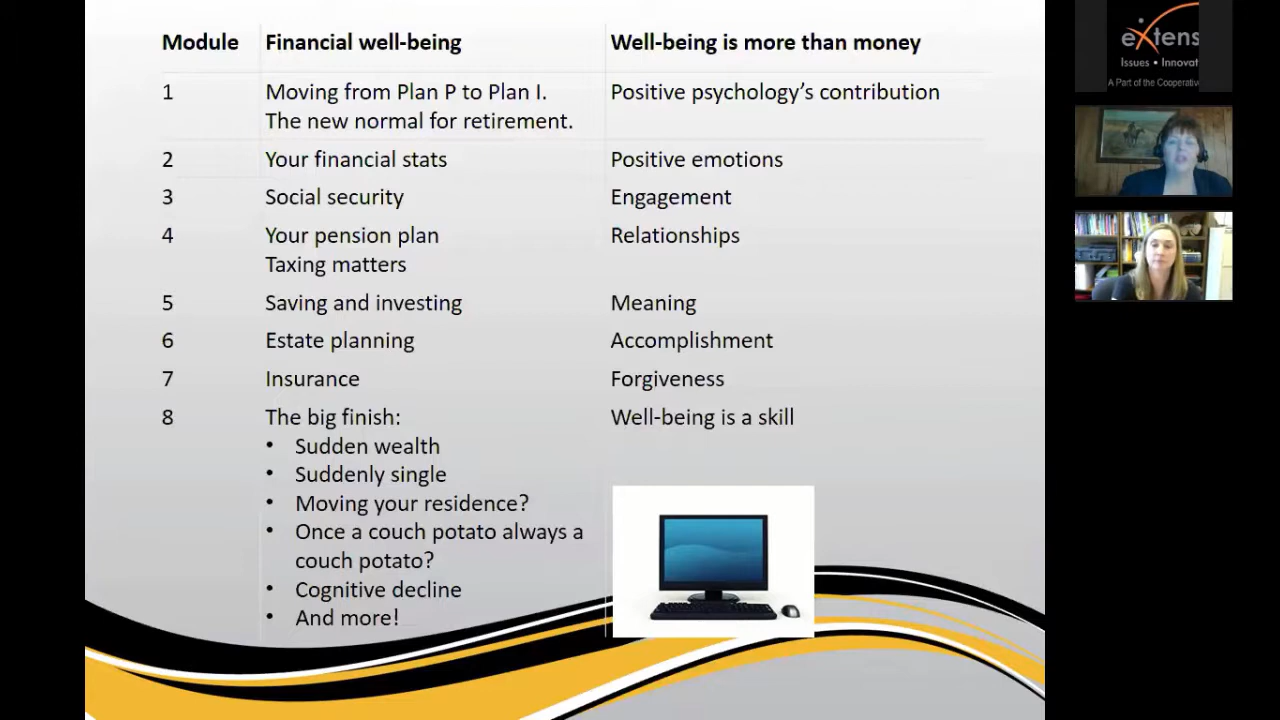 Module Financial well-being Well-being is more than money
1 Moving from Plan P to Plan I. Positive psychology's contribution
The new normal for retirement.
2 Your financial stats Positive emotions
3 Social security Engagement
4 Your pension plan Relationships
Taxing matters
5 Saving and investing Meaning
6 Estate planning Accomplishment
7 Insurance Forgiveness
8 The big finish: Well-being is a skill
• Sudden wealth
• Suddenly single
• Moving your residence?
• Once a couch potato always a
couch potato?
• Cognitive decline
• And more!
eXtens
Issues • Innovat
A Part of the Cooperative